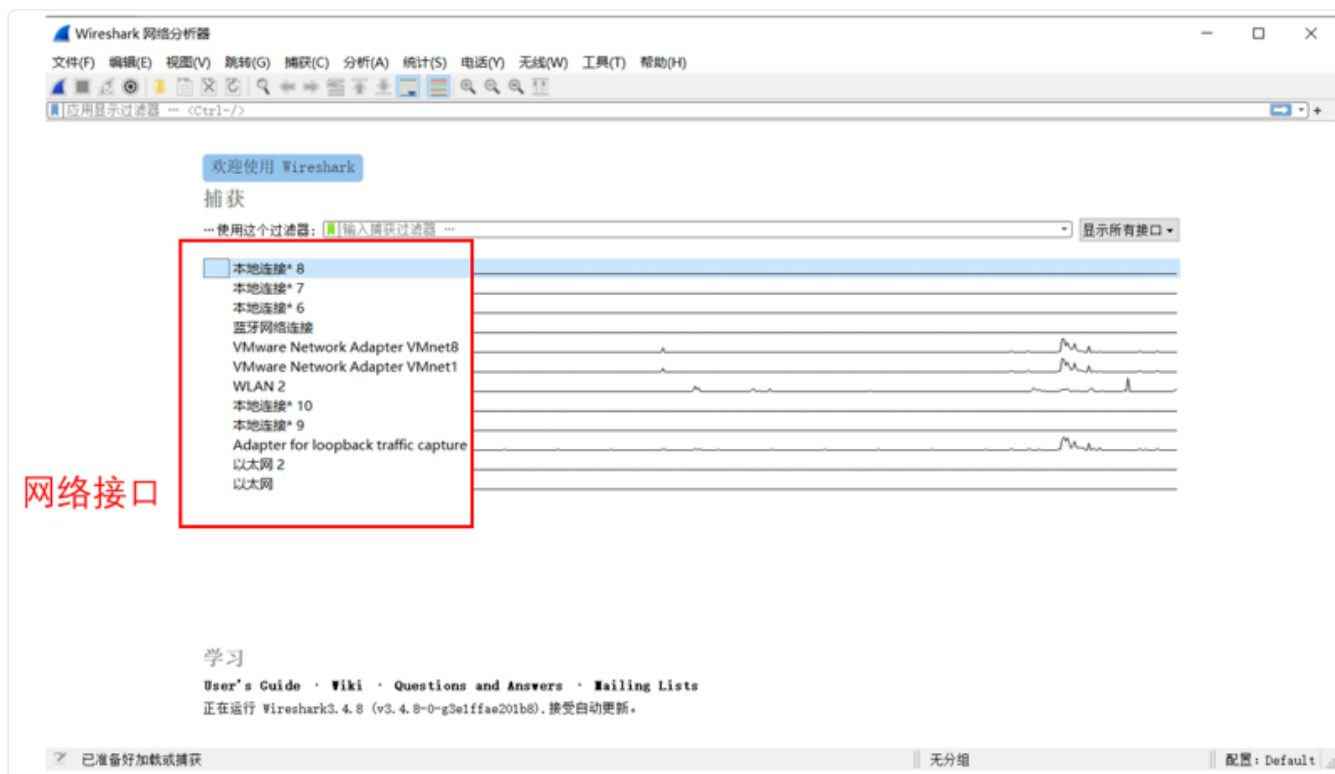 Wireshark 网络分析器
文件(F) 编辑(E) 视图(V) 跳转(G) 捕获(C) 分析(A) 统计(S) 电话(Y) 无线(W) 工具(T) 帮助(H)
应用显示过滤器 … <Ctrl-/>
欢迎使用 Wireshark
捕获
…使用这个过滤器: 输入捕获过滤器 … 显示所有接口
本地连接* 8
本地连接* 7
本地连接* 6
蓝牙网络连接
VMware Network Adapter VMnet8
VMware Network Adapter VMnet1
WLAN 2
本地连接* 10
本地连接* 9
Adapter for loopback traffic capture
以太网 2
以太网
网络接口
学习
User's Guide · Wiki · Questions and Answers · Mailing Lists
正在运行 Wireshark3.4.8 (v3.4.8-0-g3e1ffae201b8).接受自动更新。
已准备好加载或捕获 无分组 配置: Default